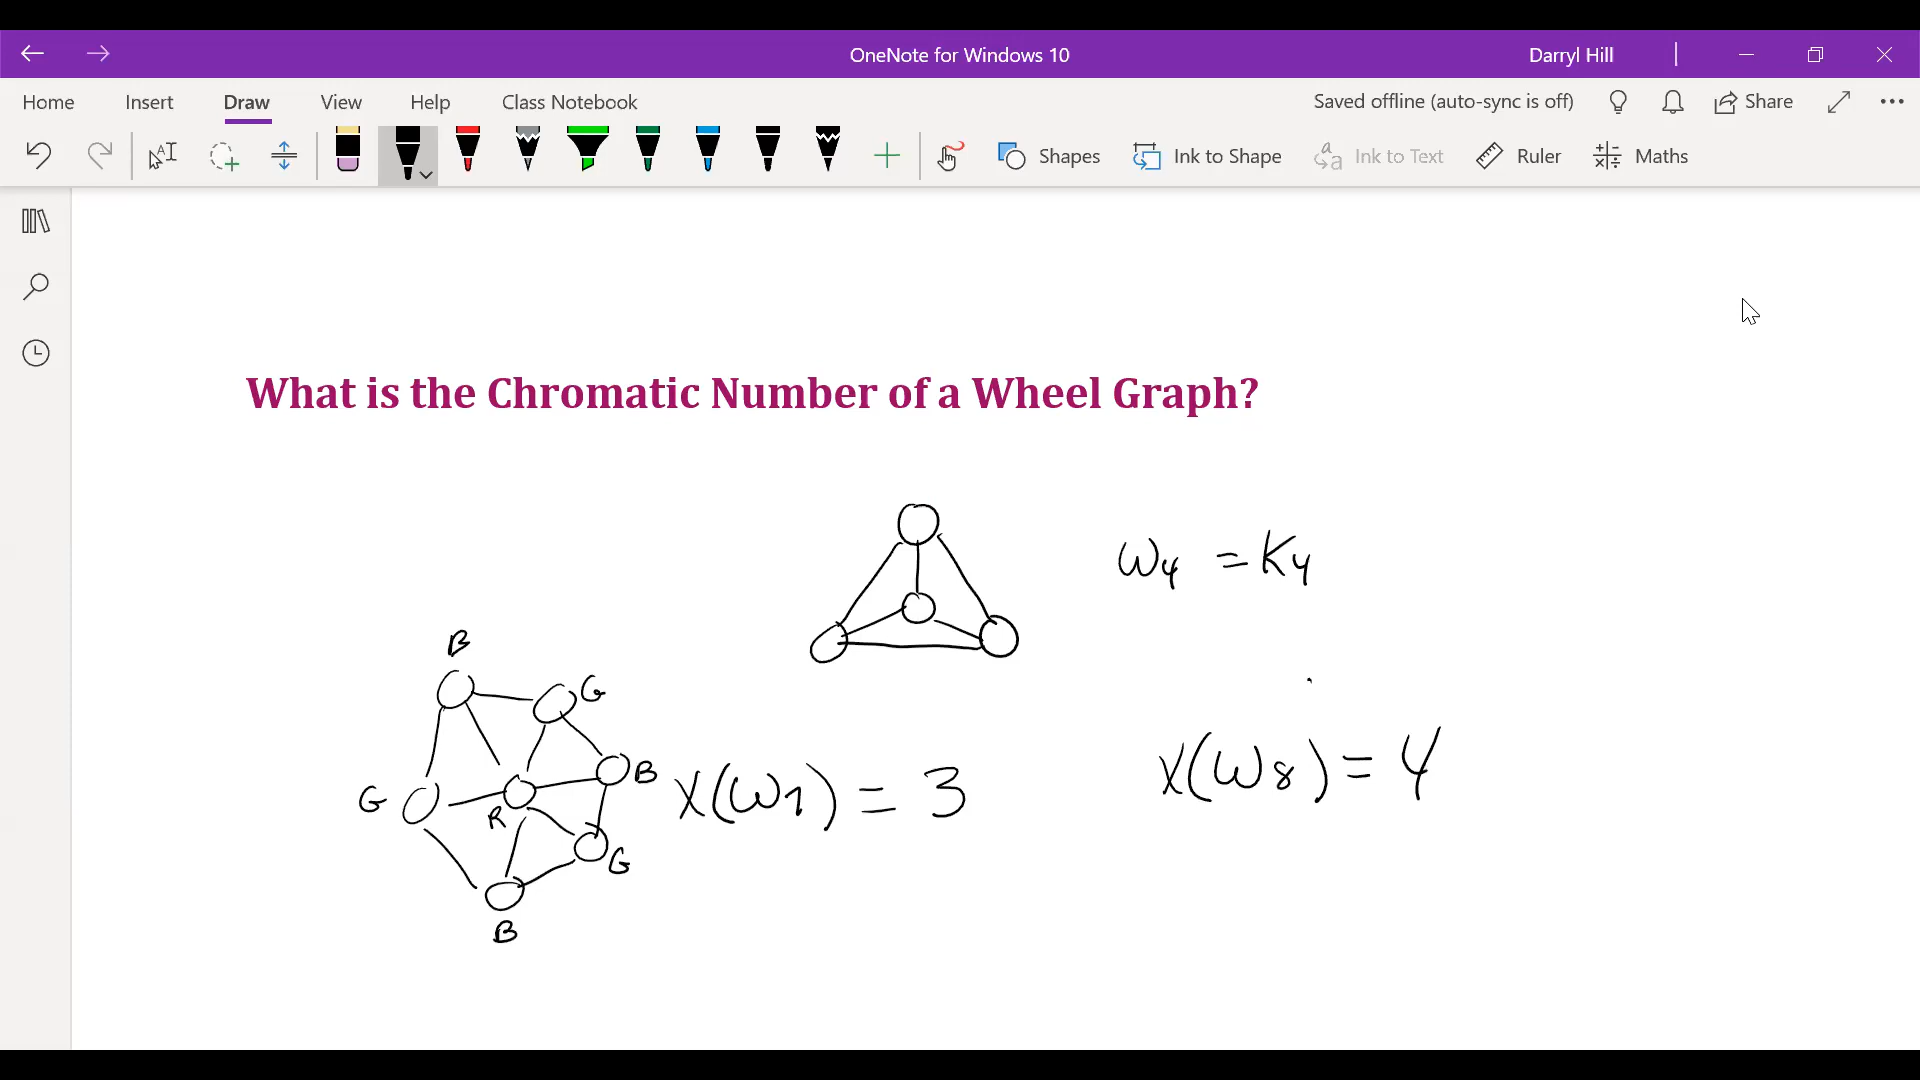 OneNote for Windows 10
Darryl Hill
Home Insert Draw View Help Class Notebook
Saved offline (auto-sync is off) Share
Shapes Ink to Shape Ink to Text Ruler Maths
What is the Chromatic Number of a Wheel Graph?
W4 = K4
B
G
B
G
R
G
B
X(W7) = 3
X(W8) = 4